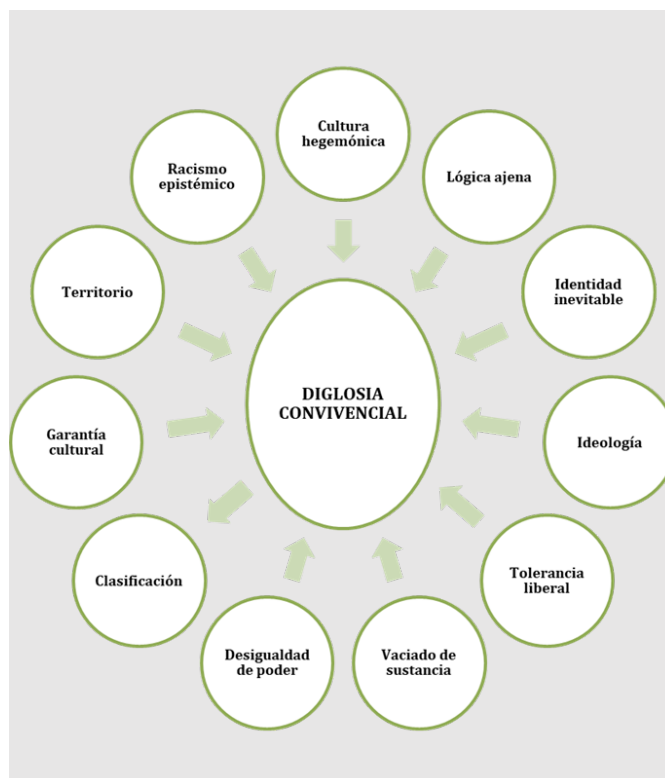 Cultura
hegemónica
Lógica ajena
Identidad
inevitable
Ideología
Tolerancia
liberal
Vaciado de
sustancia
Desigualdad
de poder
Clasificación
Garantía
cultural
Territorio
Racismo
epistémico
DIGLOSIA
CONVIVENCIAL